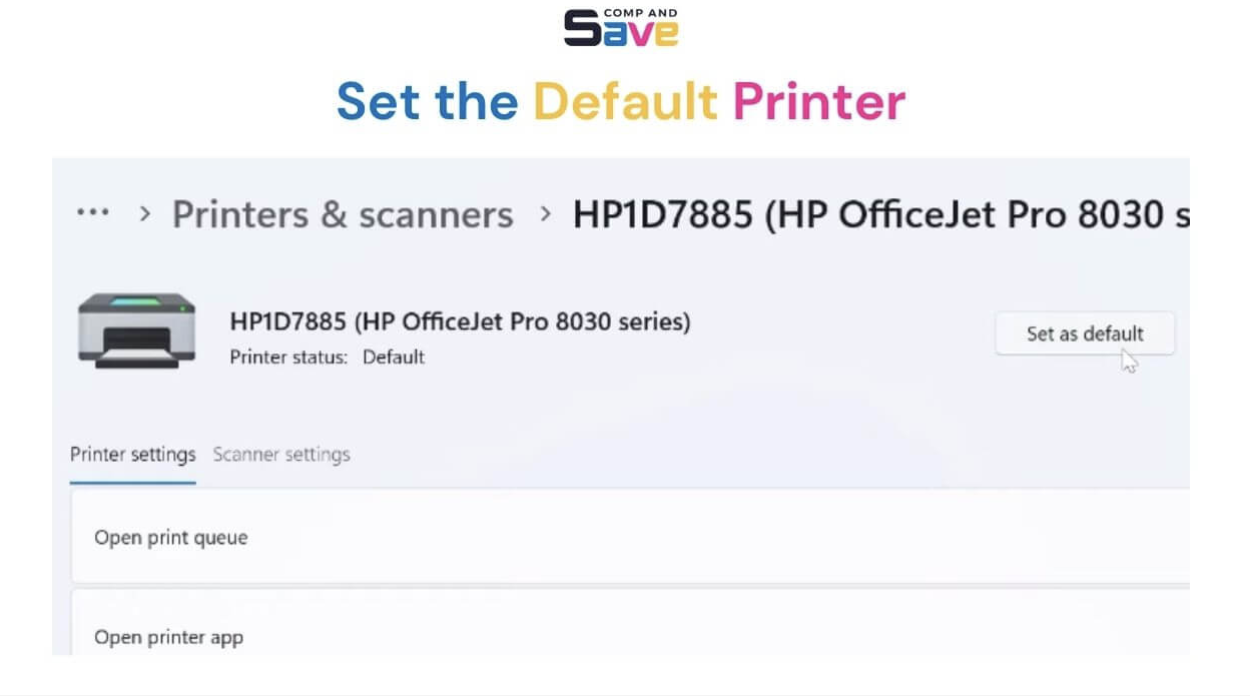 COMP AND
Save
Set the Default Printer
... > Printers & scanners > HP1D7885 (HP OfficeJet Pro 8030 s
HP1D7885 (HP OfficeJet Pro 8030 series)
Set as default
Printer status: Default
Printer settings Scanner settings
Open print queue
Open printer app